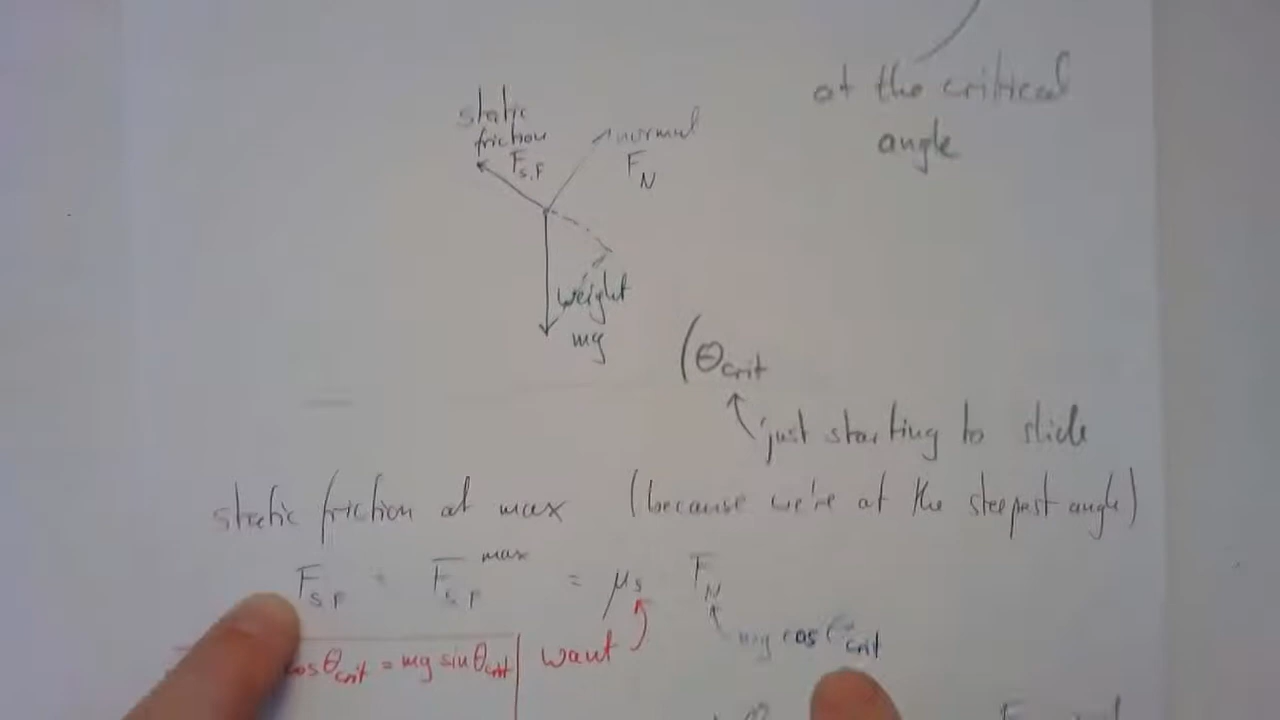 at the critical
angle
static
friction
F_S.F
normal
F_N
weight
mg
(θ_crit
just starting to slide
static friction at max (because we're at the steepest angle)
F_SF = F_SF^max = μ_s F_N
mg cos θ_crit
cos θ_crit = mg sin θ_crit
want